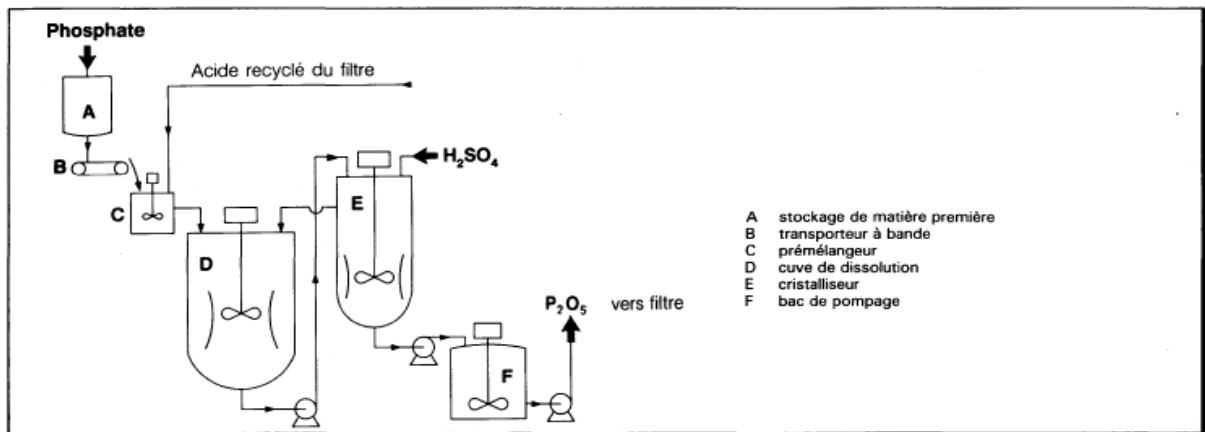 Phosphate
Acide recyclé du filtre
A
B
H₂SO₄
C
E
D
P₂O₅ vers filtre
F
A stockage de matière première
B transporteur à bande
C prémélangeur
D cuve de dissolution
E cristalliseur
F bac de pompage